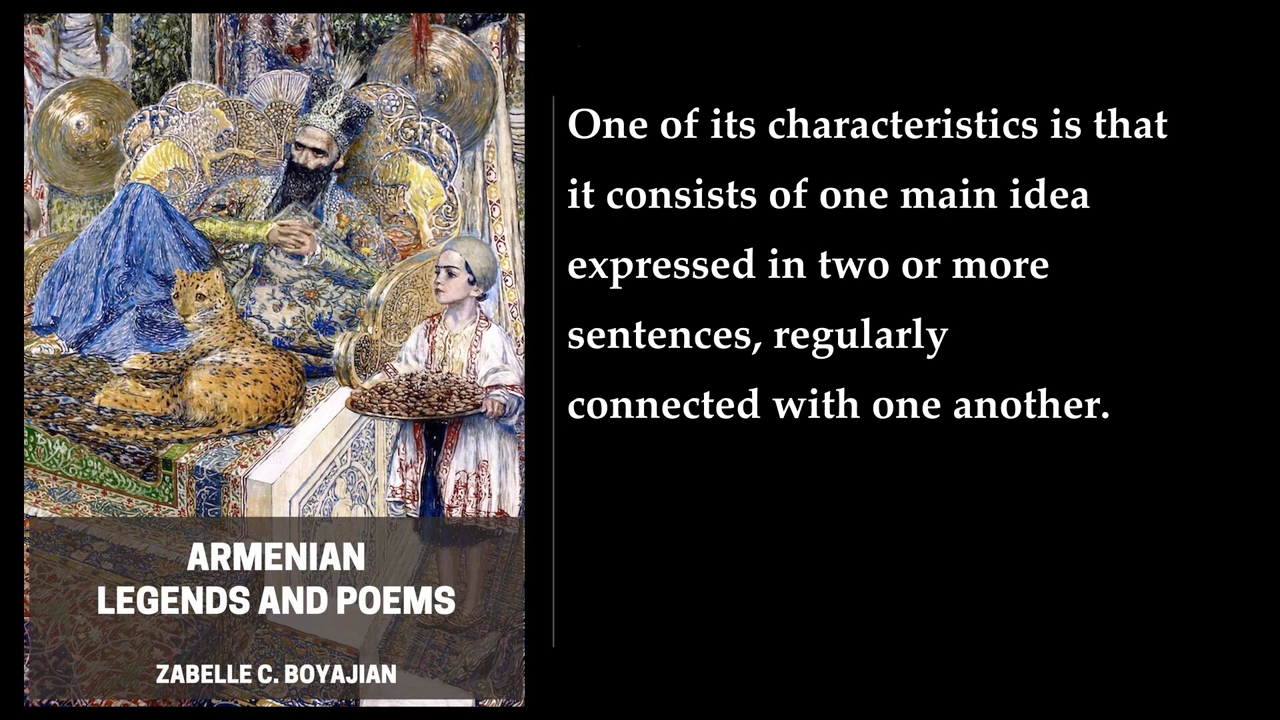 One of its characteristics is that
it consists of one main idea
expressed in two or more
sentences, regularly
connected with one another.
ARMENIAN
LEGENDS AND POEMS
ZABELLE C. BOYAJIAN